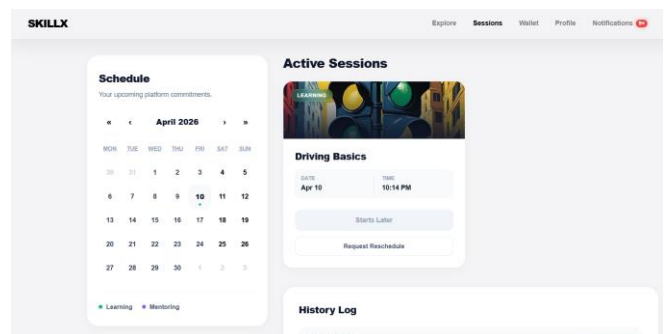 SKILLX
Explore Sessions Wallet Profile Notifications
Schedule
Your upcoming platform commitments.
« ‹ April 2026 › »
MON TUE WED THU FRI SAT SUN
30 31 1 2 3 4 5
6 7 8 9 10 11 12
13 14 15 16 17 18 19
20 21 22 23 24 25 26
27 28 29 30 1 2 3
Learning Mentoring
Active Sessions
LEARNING
Driving Basics
DATE TIME
Apr 10 10:14 PM
Starts Later
Request Reschedule
History Log